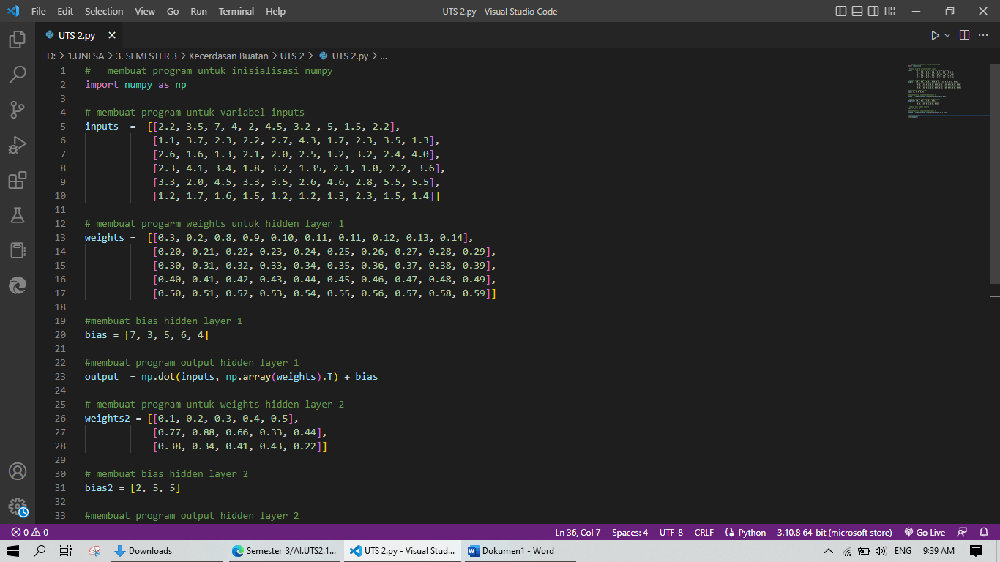 File Edit Selection View Go Run Terminal Help UTS 2.py - Visual Studio Code
UTS 2.py
D: > 1.UNESA > 3. SEMESTER 3 > Kecerdasan Buatan > UTS 2 > UTS 2.py > ...
1 #   membuat program untuk inisialisasi numpy
2 import numpy as np
3
4 # membuat program untuk variabel inputs
5 inputs  =  [[2.2, 3.5, 7, 4, 2, 4.5, 3.2 , 5, 1.5, 2.2],
6             [1.1, 3.7, 2.3, 2.2, 2.7, 4.3, 1.7, 2.3, 3.5, 1.3],
7             [2.6, 1.6, 1.3, 2.1, 2.0, 2.5, 1.2, 3.2, 2.4, 4.0],
8             [2.3, 4.1, 3.4, 1.8, 3.2, 1.35, 2.1, 1.0, 2.2, 3.6],
9             [3.3, 2.0, 4.5, 3.3, 3.5, 2.6, 4.6, 2.8, 5.5, 5.5],
10             [1.2, 1.7, 1.6, 1.5, 1.2, 1.2, 1.3, 2.3, 1.5, 1.4]]
11
12 # membuat progarm weights untuk hidden layer 1
13 weights =  [[0.3, 0.2, 0.8, 0.9, 0.10, 0.11, 0.11, 0.12, 0.13, 0.14],
14             [0.20, 0.21, 0.22, 0.23, 0.24, 0.25, 0.26, 0.27, 0.28, 0.29],
15             [0.30, 0.31, 0.32, 0.33, 0.34, 0.35, 0.36, 0.37, 0.38, 0.39],
16             [0.40, 0.41, 0.42, 0.43, 0.44, 0.45, 0.46, 0.47, 0.48, 0.49],
17             [0.50, 0.51, 0.52, 0.53, 0.54, 0.55, 0.56, 0.57, 0.58, 0.59]]
18
19 #membuat bias hidden layer 1
20 bias = [7, 3, 5, 6, 4]
21
22 #membuat program output hidden layer 1
23 output  = np.dot(inputs, np.array(weights).T) + bias
24
25 # membuat program untuk weights hidden layer 2
26 weights2 = [[0.1, 0.2, 0.3, 0.4, 0.5],
27             [0.77, 0.88, 0.66, 0.33, 0.44],
28             [0.38, 0.34, 0.41, 0.43, 0.22]]
29
30 # membuat bias hidden layer 2
31 bias2 = [2, 5, 5]
32
33 #membuat program output hidden layer 2
0 0 Ln 36, Col 7 Spaces: 4 UTF-8 CRLF Python 3.10.8 64-bit (microsoft store) Go Live
Downloads Semester_3/AI.UTS2.1... UTS 2.py - Visual Stud... Dokumen1 - Word ENG 9:39 AM